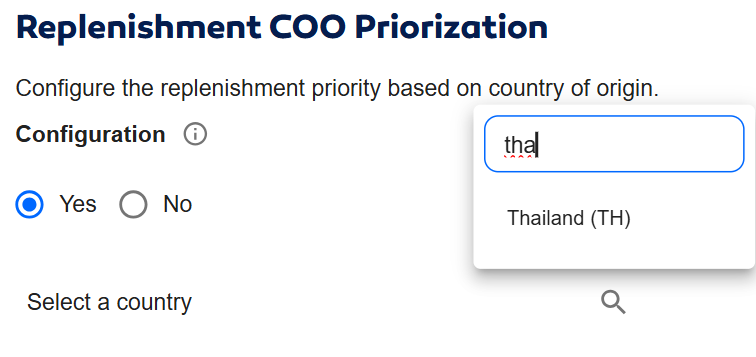 Replenishment COO Priorization
Configure the replenishment priority based on country of origin.
Configuration
tha
Yes No
Thailand (TH)
Select a country